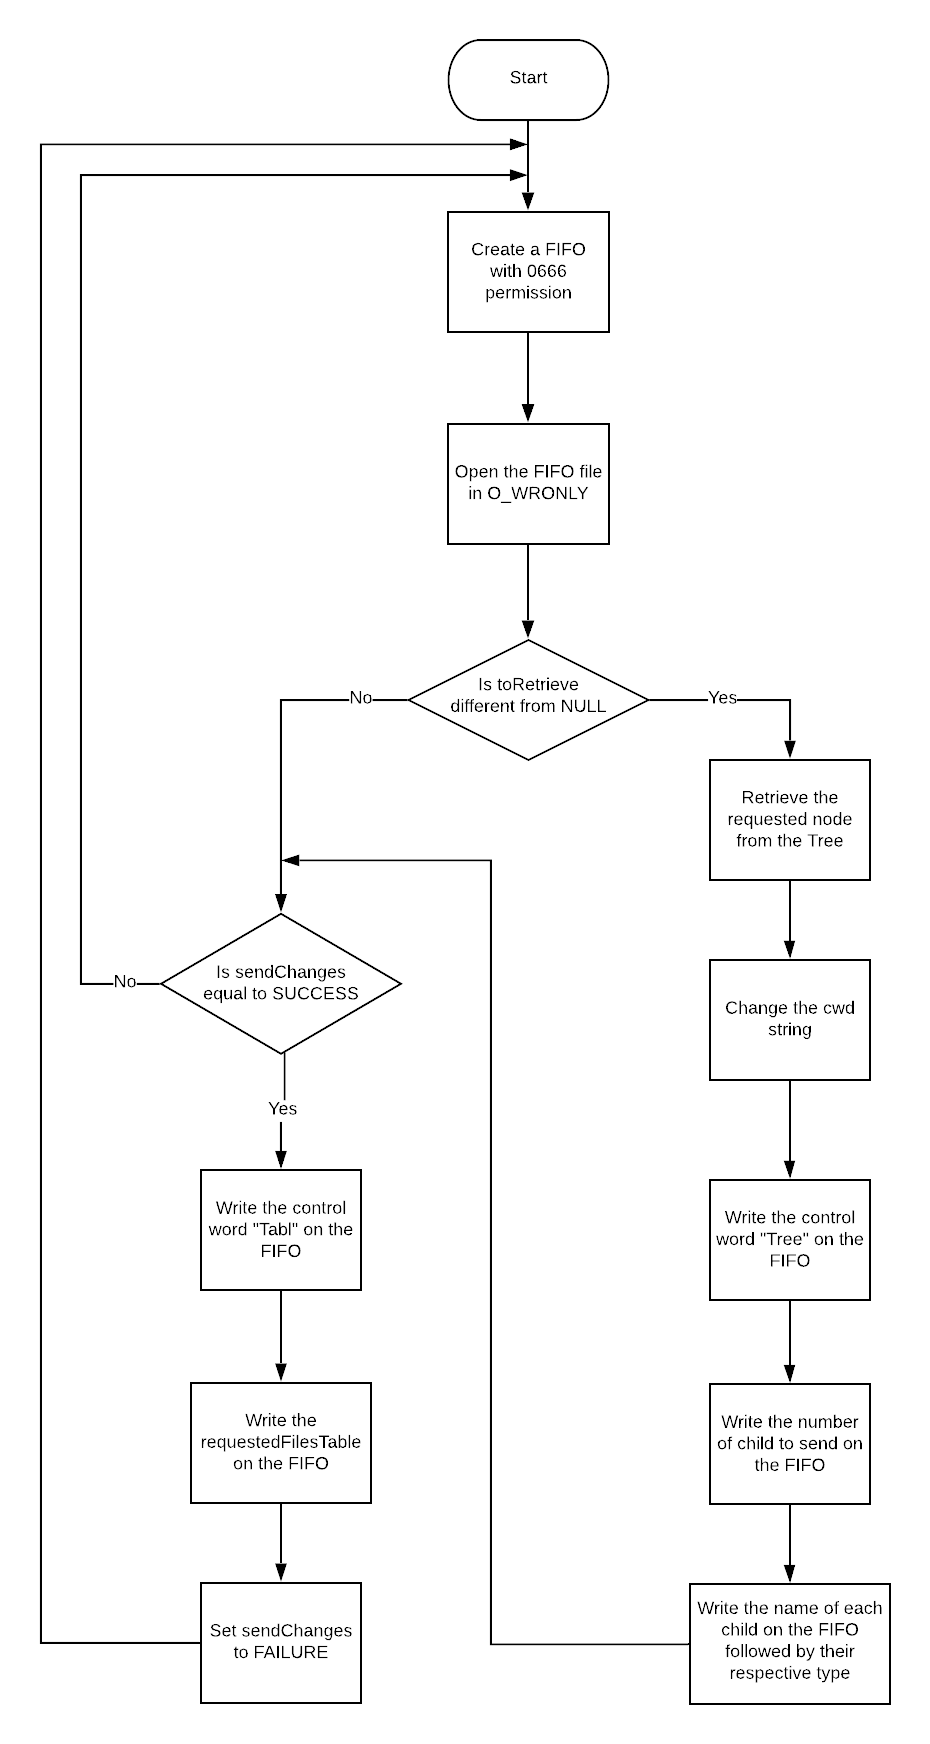 Start
Create a FIFO
with 0666
permission
Open the FIFO file
in O_WRONLY
Is toRetrieve
different from NULL
No
Yes
Retrieve the
requested node
from the Tree
Is sendChanges
equal to SUCCESS
No
Yes
Change the cwd
string
Write the control
word "Tabl" on the
FIFO
Write the control
word "Tree" on the
FIFO
Write the
requestedFilesTable
on the FIFO
Write the number
of child to send on
the FIFO
Set sendChanges
to FAILURE
Write the name of each
child on the FIFO
followed by their
respective type